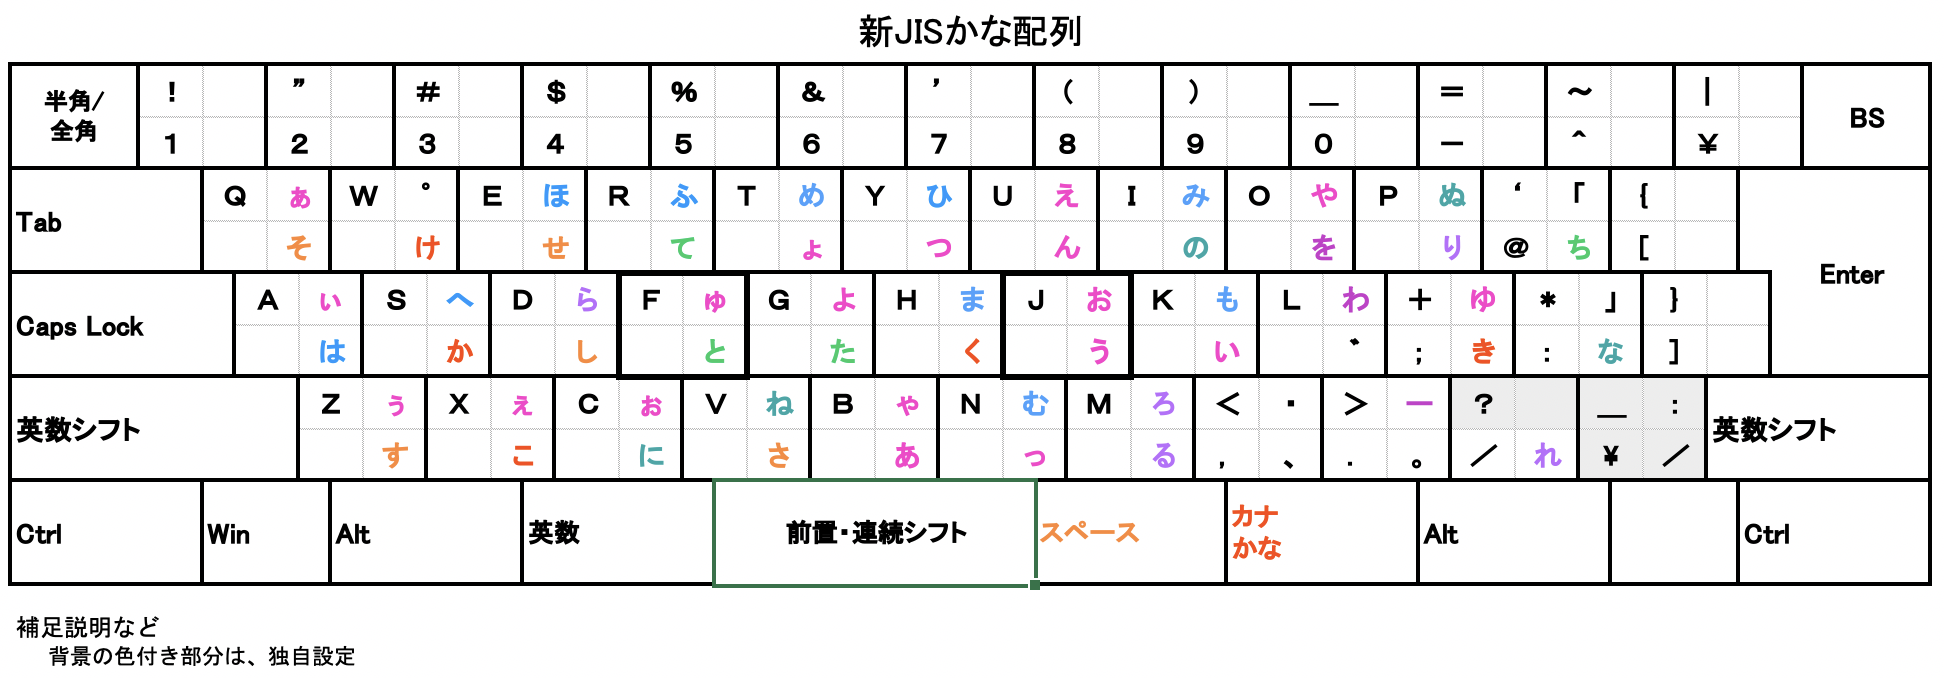 新JISかな配列
半角/ ! ” # $ % & ’ ( ) __ = ~ | BS
全角 1 2 3 4 5 6 7 8 9 0 - ^ ¥
Tab Q ぁ W ° E ほ R ふ T め Y ひ U え I み O や P ぬ ‘ 「 { Enter
そ け せ て ょ つ ん の を り @ ち [
Caps Lock A ぃ S へ D ら F ゅ G よ H ま J お K も L わ + ゆ * 」 }
は か し と た く う い ゛ ; き : な ]
英数シフト Z ぅ X ぇ C ぉ V ね B ゃ N む M ろ < ・ > ー ? __ : 英数シフト
す こ に さ あ っ る , 、 . 。 / れ ¥ /
Ctrl Win Alt 英数 前置・連続シフト スペース カナ Alt Ctrl
かな
補足説明など
背景の色付き部分は、独自設定